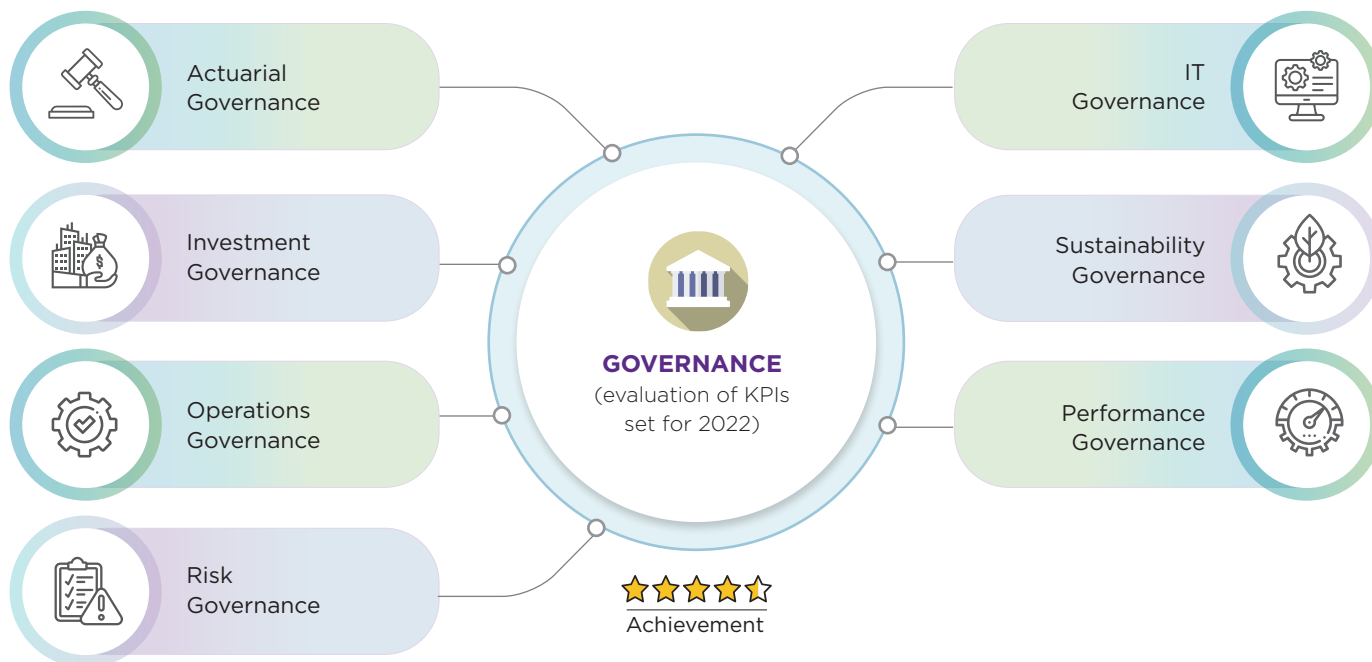 Actuarial
Governance
Investment
Governance
Operations
Governance
Risk
Governance
GOVERNANCE
(evaluation of KPIs
set for 2022)
Achievement
IT
Governance
Sustainability
Governance
Performance
Governance